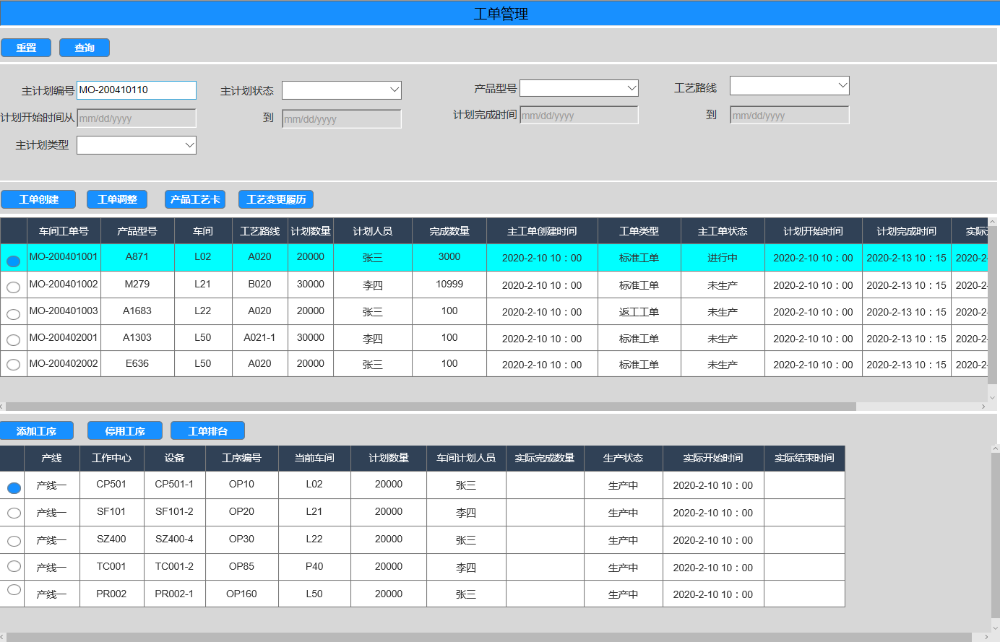 工单管理
重置 查询
主计划编号 MO-200410110 主计划状态 产品型号 工艺路线
计划开始时间从 mm/dd/yyyy 到 mm/dd/yyyy 计划完成时间 mm/dd/yyyy 到 mm/dd/yyyy
主计划类型
工单创建 工单调整 产品工艺卡 工艺变更履历
车间工单号 产品型号 车间 工艺路线 计划数量 计划人员 完成数量 主工单创建时间 工单类型 主工单状态 计划开始时间 计划完成时间 实际
MO-200401001 A871 L02 A020 20000 张三 3000 2020-2-10 10：00 标准工单 进行中 2020-2-10 10：00 2020-2-13 10：15 2020-2-
MO-200401002 M279 L21 B020 30000 李四 10999 2020-2-10 10：00 标准工单 未生产 2020-2-10 10：00 2020-2-13 10：15 2020-2-
MO-200401003 A1683 L22 A020 20000 张三 100 2020-2-10 10：00 返工工单 未生产 2020-2-10 10：00 2020-2-13 10：15 2020-2-
MO-200402001 A1303 L50 A021-1 30000 李四 100 2020-2-10 10：00 标准工单 未生产 2020-2-10 10：00 2020-2-13 10：15 2020-2-
MO-200402002 E636 L50 A020 20000 张三 100 2020-2-10 10：00 标准工单 未生产 2020-2-10 10：00 2020-2-13 10：15 2020-2-
添加工序 停用工序 工单排台
产线 工作中心 设备 工序编号 当前车间 计划数量 车间计划人员 实际完成数量 生产状态 实际开始时间 实际结束时间
产线一 CP501 CP501-1 OP10 L02 20000 张三 生产中 2020-2-10 10：00
产线一 SF101 SF101-2 OP20 L21 20000 李四 生产中 2020-2-10 10：00
产线一 SZ400 SZ400-4 OP30 L22 20000 张三 生产中 2020-2-10 10：00
产线一 TC001 TC001-2 OP85 P40 20000 李四 生产中 2020-2-10 10：00
产线一 PR002 PR002-1 OP160 L50 20000 张三 生产中 2020-2-10 10：00